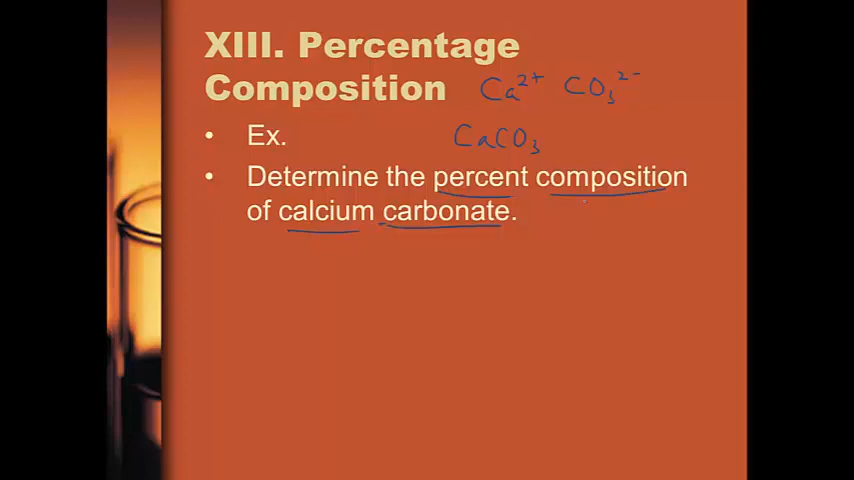 XIII. Percentage
Composition Ca²⁺ CO₃²⁻
• Ex. CaCO₃
• Determine the percent composition
of calcium carbonate.